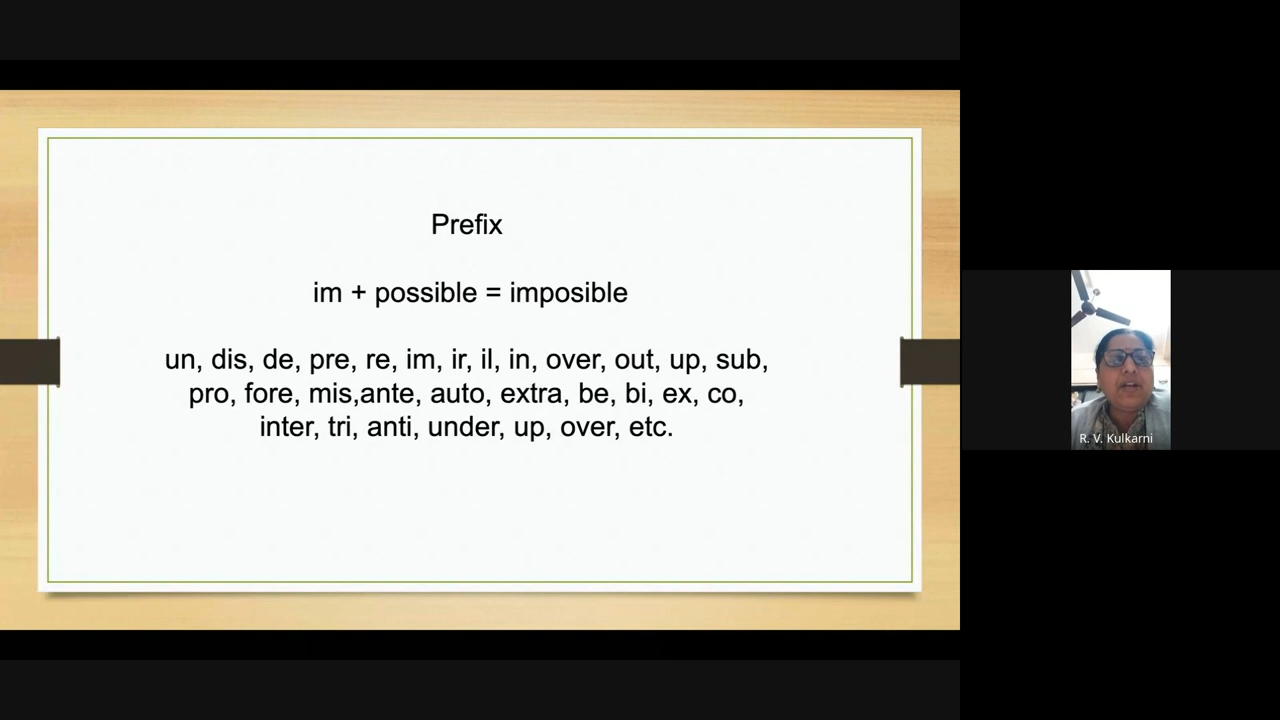 Prefix
im + possible = imposible
un, dis, de, pre, re, im, ir, il, in, over, out, up, sub,
pro, fore, mis,ante, auto, extra, be, bi, ex, co,
inter, tri, anti, under, up, over, etc.
R. V. Kulkarni